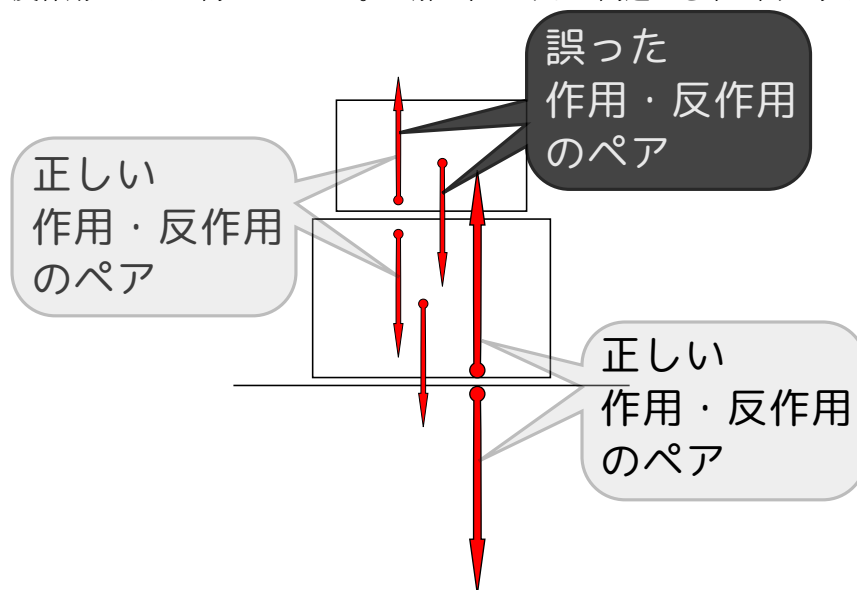 誤った
作用・反作用
のペア
正しい
作用・反作用
のペア
正しい
作用・反作用
のペア